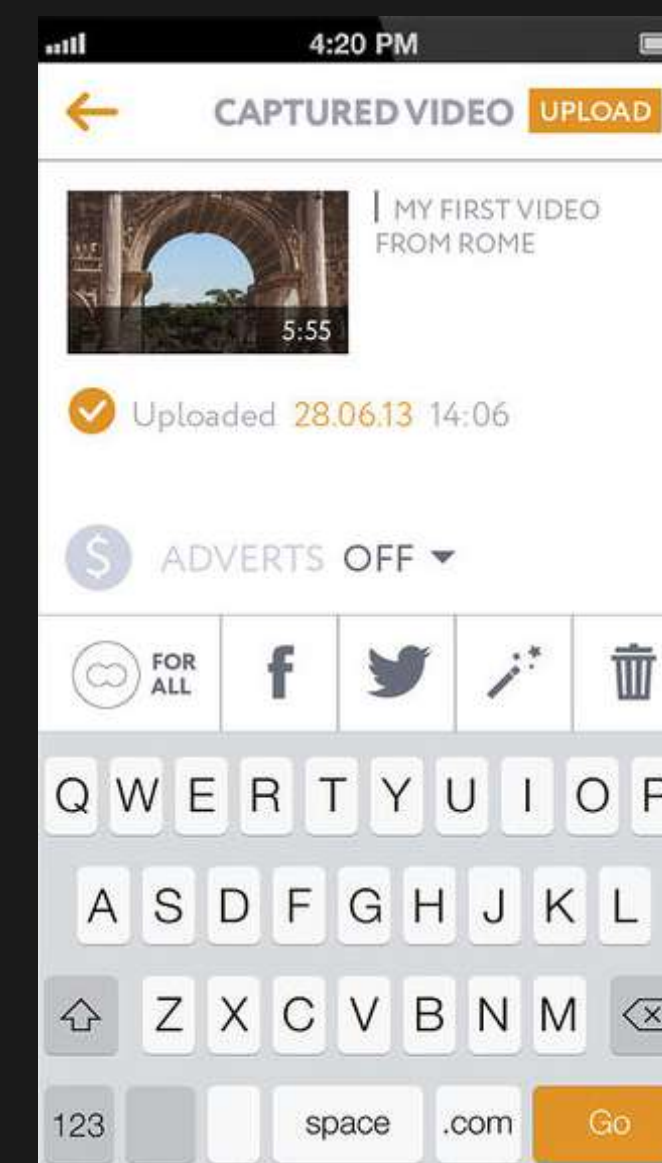 4:20 PM
CAPTURED VIDEO UPLOAD
MY FIRST VIDEO
FROM ROME
5:55
Uploaded 28.06.13 14:06
$ ADVERTS OFF
FOR
ALL
Q W E R T Y U I O P
A S D F G H J K L
Z X C V B N M
123 space .com Go